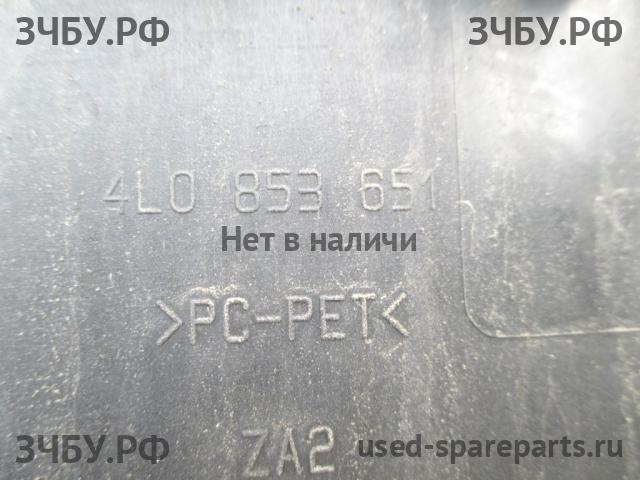 ЗЧБУ.РФ ЗЧБУ.РФ
4L0 853 651
Нет в наличи
>PC-PET<
ЗЧБУ.РФ
ZA2
used-spareparts.ru